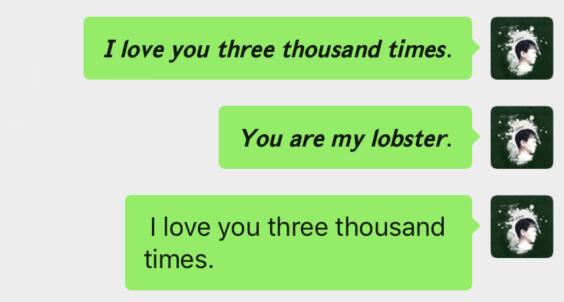 I love you three thousand times.
You are my lobster.
I love you three thousand
times.